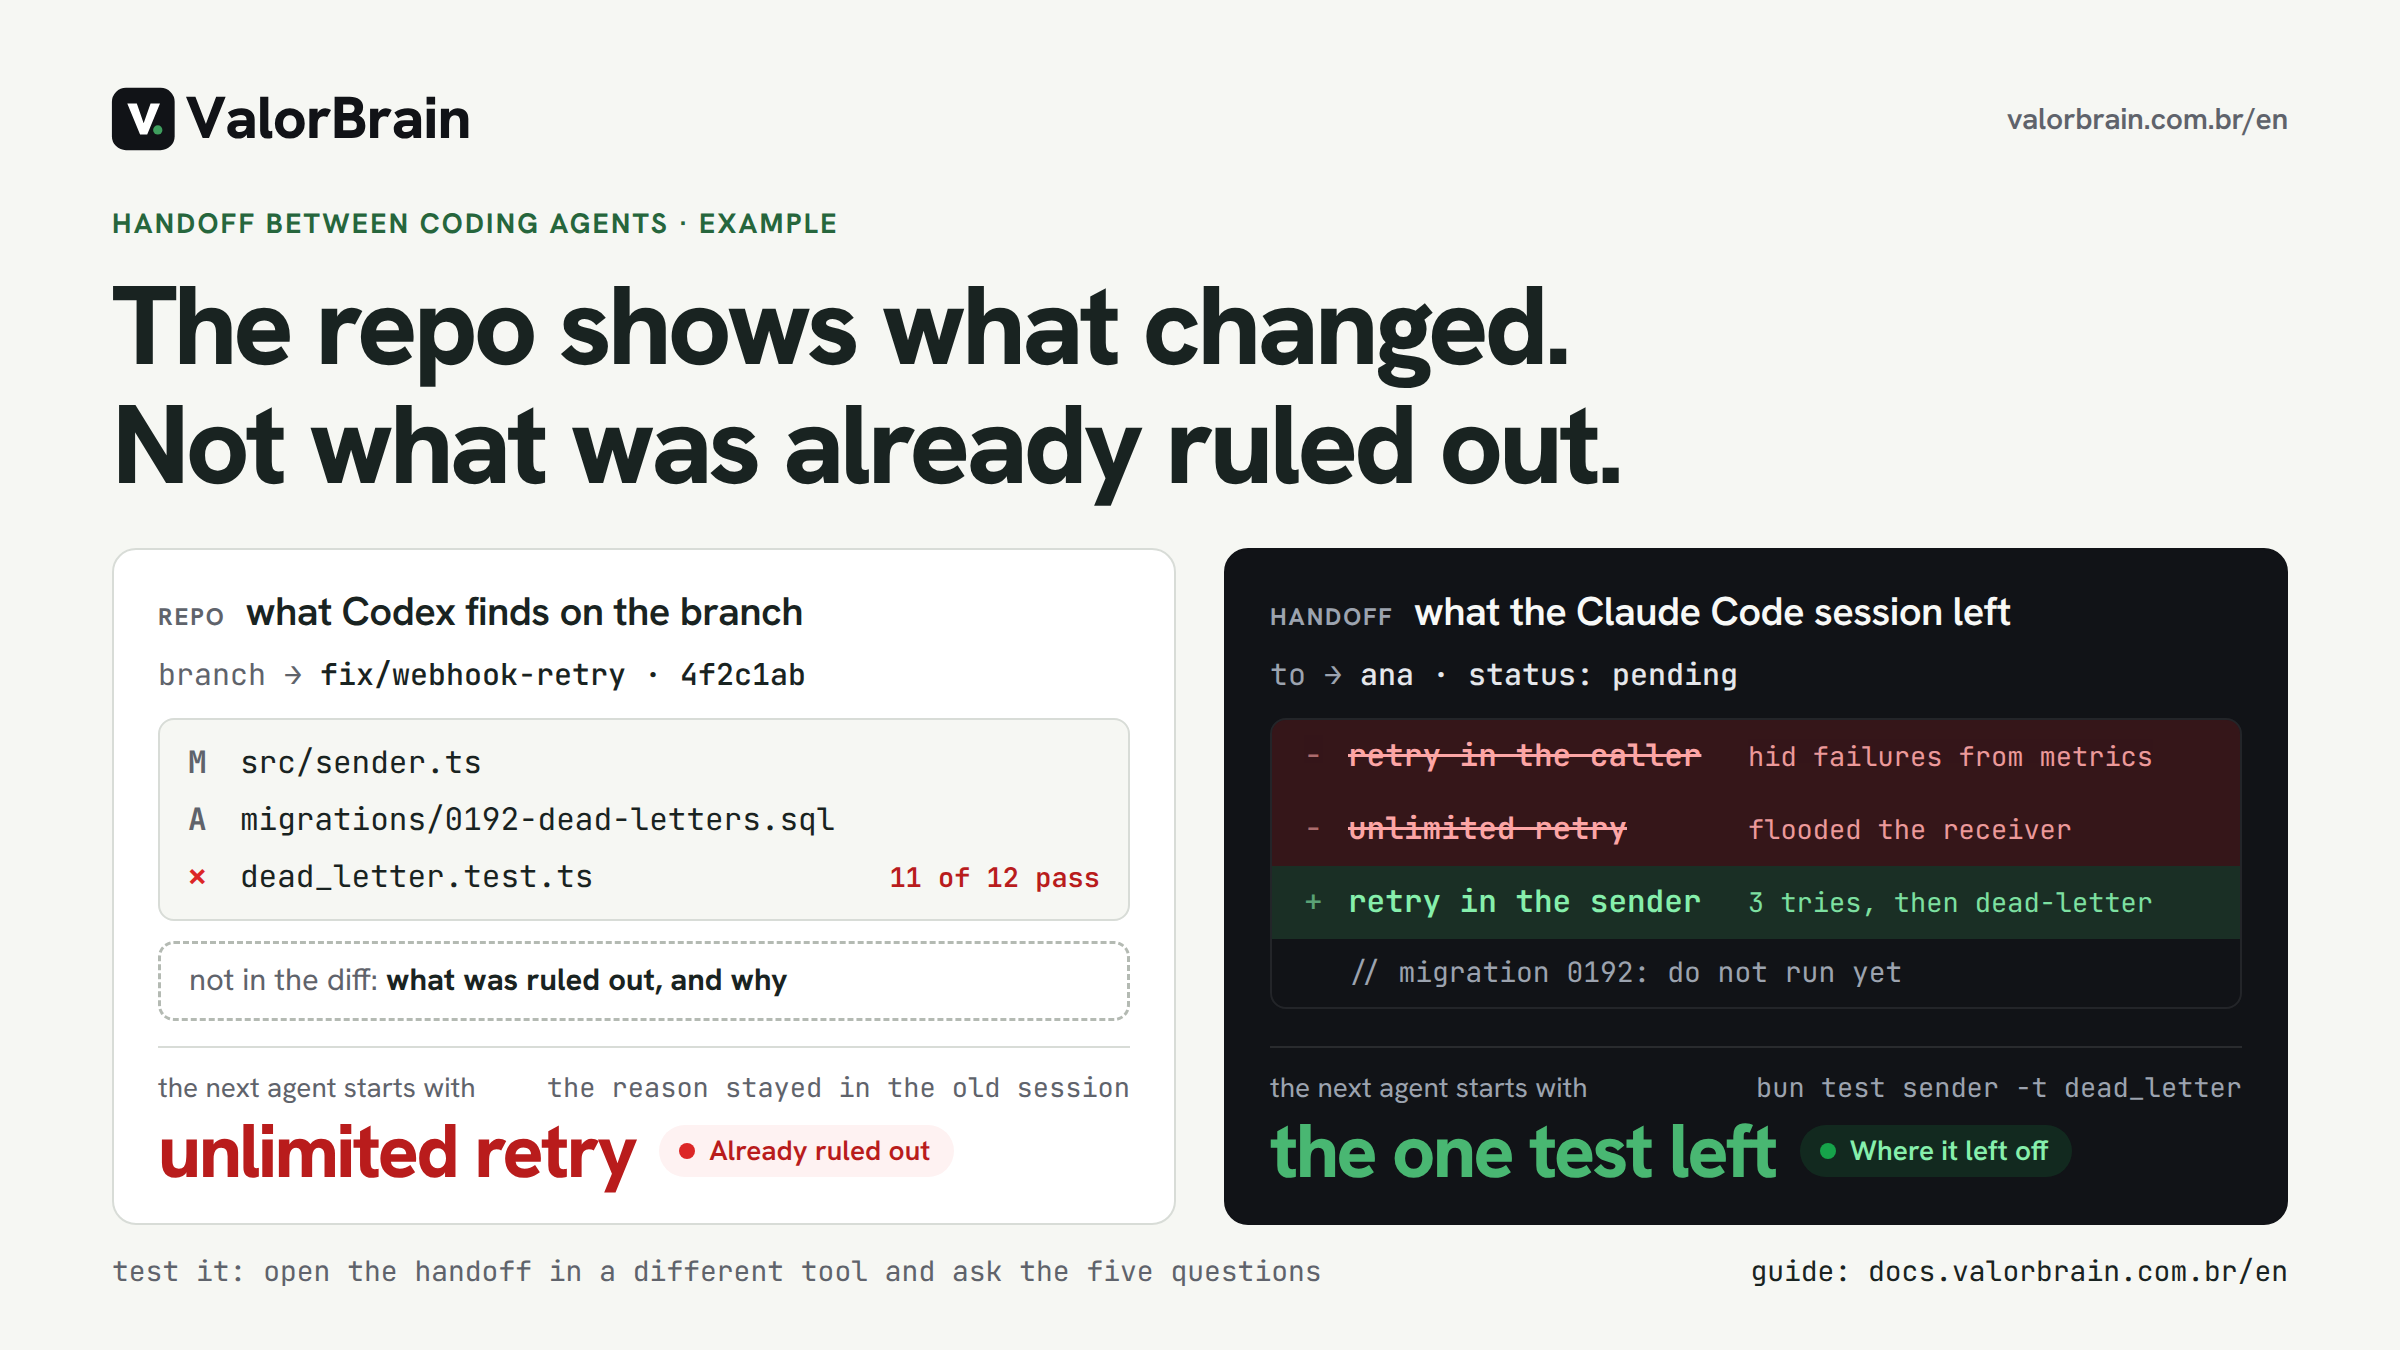 V. ValorBrain
valorbrain.com.br/en
HANDOFF BETWEEN CODING AGENTS · EXAMPLE
The repo shows what changed.
Not what was already ruled out.
REPO what Codex finds on the branch
branch → fix/webhook-retry · 4f2c1ab
M src/sender.ts
A migrations/0192-dead-letters.sql
× dead_letter.test.ts 11 of 12 pass
not in the diff: what was ruled out, and why
the next agent starts with the reason stayed in the old session
unlimited retry Already ruled out
HANDOFF what the Claude Code session left
to → ana · status: pending
- retry in the caller hid failures from metrics
- unlimited retry flooded the receiver
+ retry in the sender 3 tries, then dead-letter
// migration 0192: do not run yet
the next agent starts with bun test sender -t dead_letter
the one test left Where it left off
test it: open the handoff in a different tool and ask the five questions
guide: docs.valorbrain.com.br/en